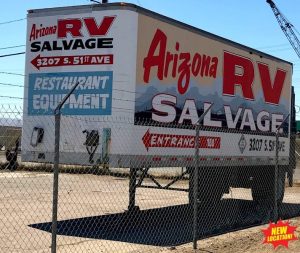 Arizona
RV
SALVAGE
3207 S. 51ST AVE
RESTAURANT
EQUIPMENT
Arizona RV
SALVAGE
ENTRANCE
3207 S. 51ST AVE
NEW
LOCATION!